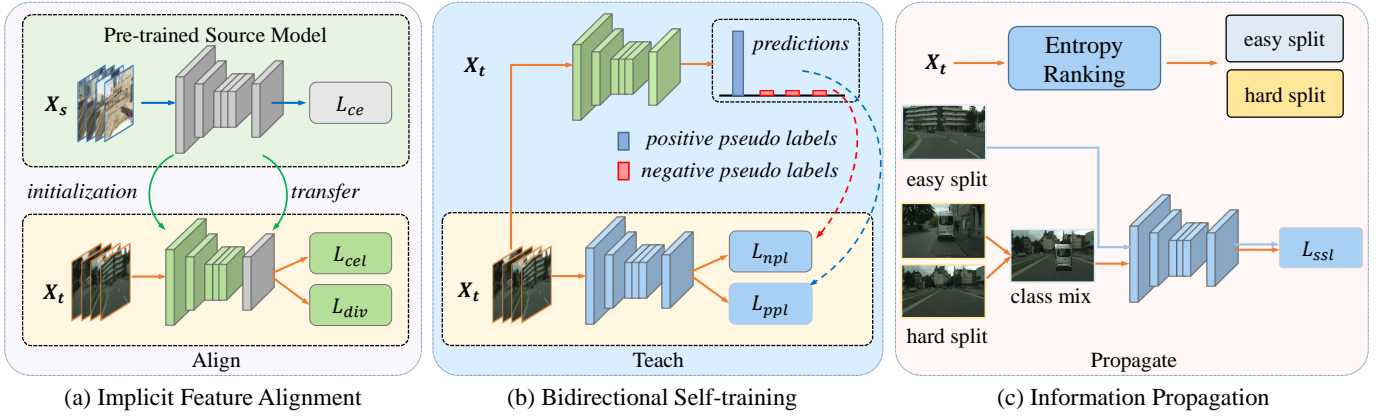 Pre-trained Source Model
X_s
L_ce
initialization
transfer
X_t
L_cel
L_div
Align
(a) Implicit Feature Alignment
X_t
predictions
positive pseudo labels
negative pseudo labels
X_t
L_npl
L_ppl
Teach
(b) Bidirectional Self-training
X_t
Entropy
Ranking
easy split
hard split
easy split
hard split
class mix
L_ssl
Propagate
(c) Information Propagation